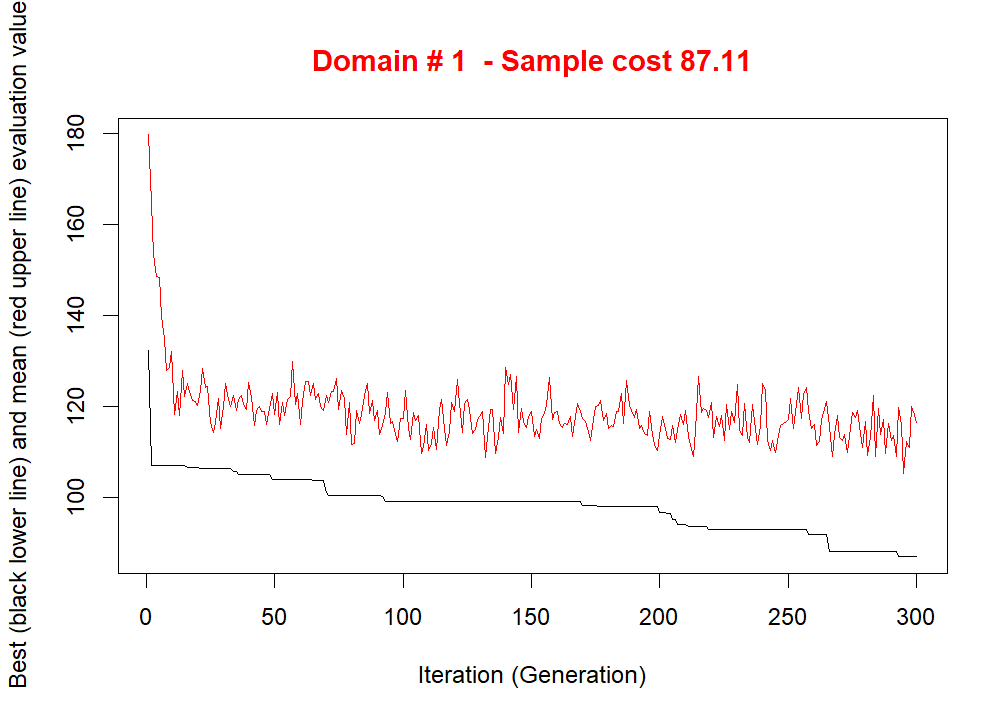 Domain # 1  - Sample cost 87.11
Best (black lower line) and mean (red upper line) evaluation value
180
160
140
120
100
0 50 100 150 200 250 300
Iteration (Generation)